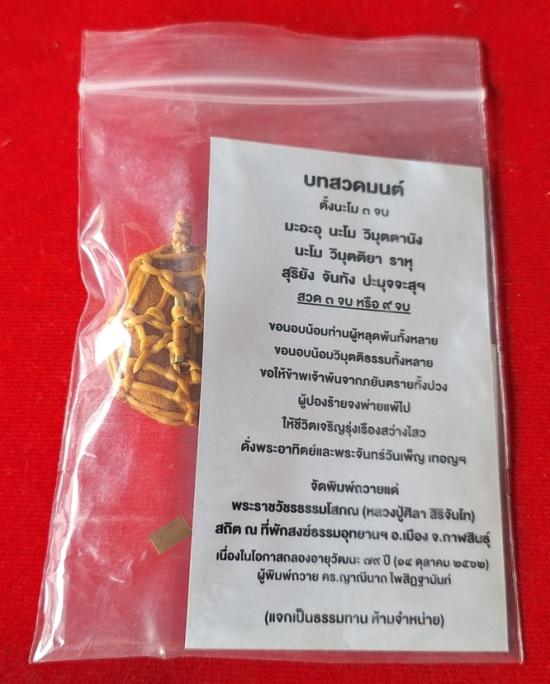 บทสวดมนต์
ตั้งนะโม ๓ จบ
มะอะอุ นะโม วิมุตตานัง
นะโม วิมุตติยา ราหุ
สุริยัง จันทัง ปะมุจจะสุฯ
สวด ๓ จบ หรือ ๙ จบ
ขอนอบน้อมท่านผู้หลุดพ้นทั้งหลาย
ขอนอบน้อมวิมุตติธรรมทั้งหลาย
ขอให้ข้าพเจ้าพ้นจากภยันตรายทั้งปวง
ผู้ปองร้ายจงพ่ายแพ้ไป
ให้ชีวิตเจริญรุ่งเรืองสว่างไสว
ดั่งพระอาทิตย์และพระจันทร์วันเพ็ญ เทอญฯ
จัดพิมพ์ถวายแด่
พระราชวัชรธรรมโสภณ (หลวงปู่ศิลา สิริจันโท)
สถิต ณ ที่พักสงฆ์ธรรมอุทยานฯ อ.เมือง จ.กาฬสินธุ์
เนื่องในโอกาสฉลองอายุวัฒนะ ๗๙ ปี (๑๔ ตุลาคม ๒๕๖๒)
ผู้พิมพ์ถวาย ดร.ญาณีนาถ ไพสิฏฐานันท์
(แจกเป็นธรรมทาน ห้ามจำหน่าย)